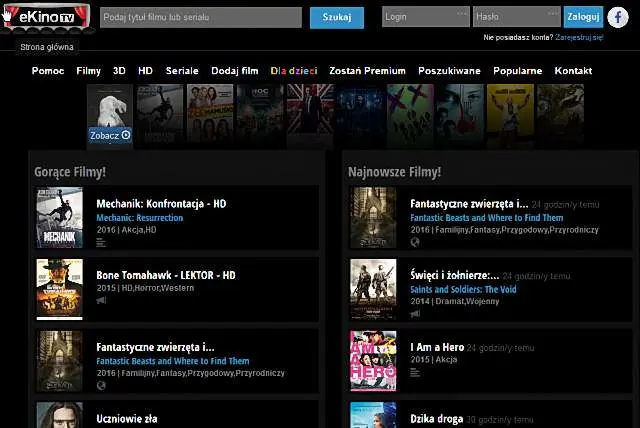 eKinoTV
Podaj tytuł filmu lub serialu
Szukaj
Login
Hasło
Zaloguj
f
Nie posiadasz konta? Zarejestruj się!
Strona główna
Pomoc Filmy 3D HD Seriale Dodaj film Dla dzieci Zostań Premium Poszukiwane Popularne Kontakt
Zobacz
Gorące Filmy!
MECHANIK
Mechanik: Konfrontacja - HD
Mechanic: Resurrection
2016 | Akcja,HD
Bone Tomahawk - LEKTOR - HD
2015 | HD,Horror,Western
Fantastyczne zwierzęta i...
Fantastic Beasts and Where to Find Them
2016 | Familijny,Fantasy,Przygodowy,Przyrodniczy
Uczniowie zła
Najnowsze Filmy!
Fantastyczne zwierzęta i... 24 godzin/y temu
Fantastic Beasts and Where to Find Them
2016 | Familijny,Fantasy,Przygodowy,Przyrodniczy
Święci i żołnierze:... 24 godzin/y temu
Saints and Soldiers: The Void
2014 | Dramat,Wojenny
I AM A HERO
I Am a Hero 24 godzin/y temu
2015 | Akcja
Dzika droga 30 godzin/y temu